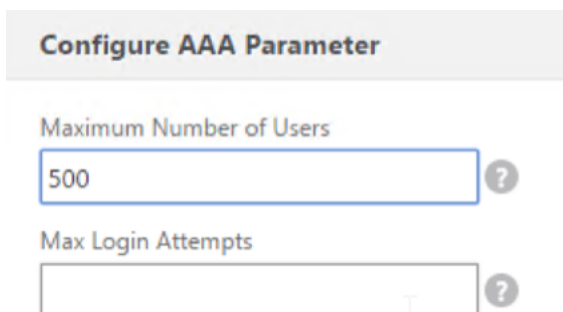 Configure AAA Parameter
Maximum Number of Users
500
?
Max Login Attempts
?